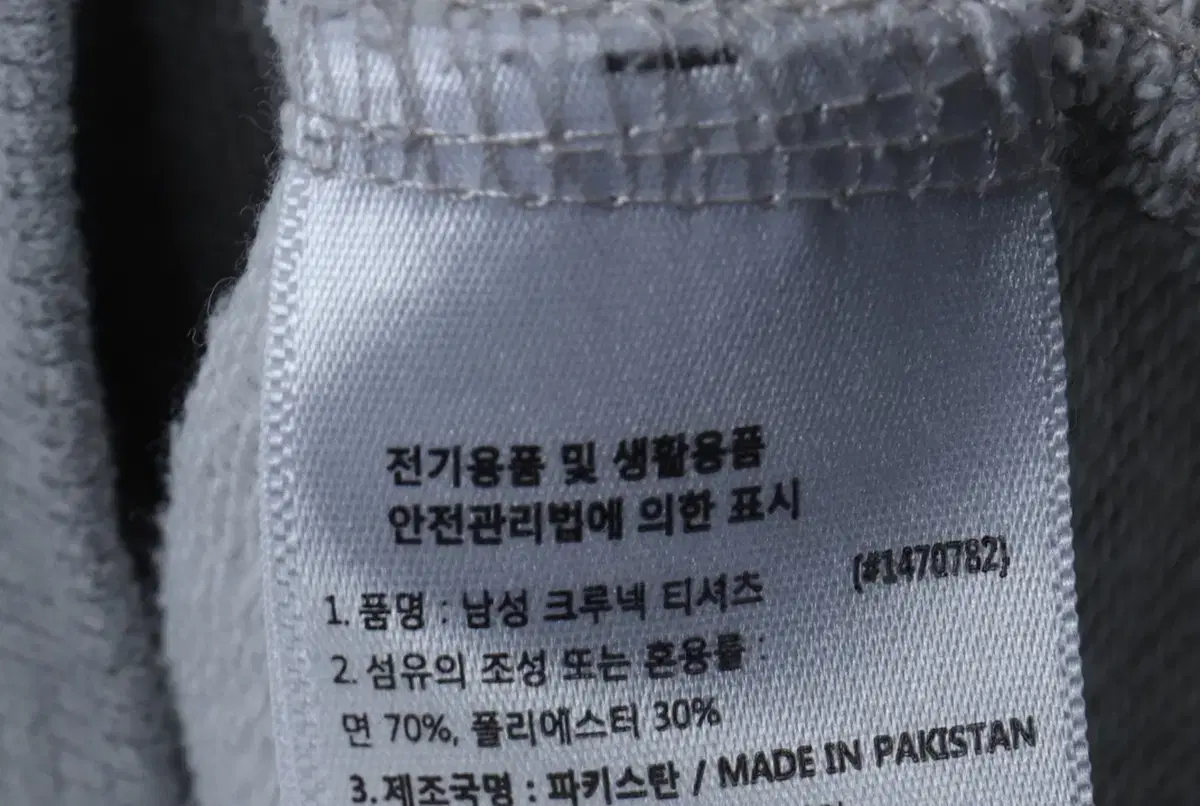 전기용품 및 생활용품
안전관리법에 의한 표시
(#1470782)
1. 품명 : 남성 크루넥 티셔츠
2. 섬유의 조성 또는 혼용률 :
면 70%, 폴리에스터 30%
3. 제조국명 : 파키스탄 / MADE IN PAKISTAN